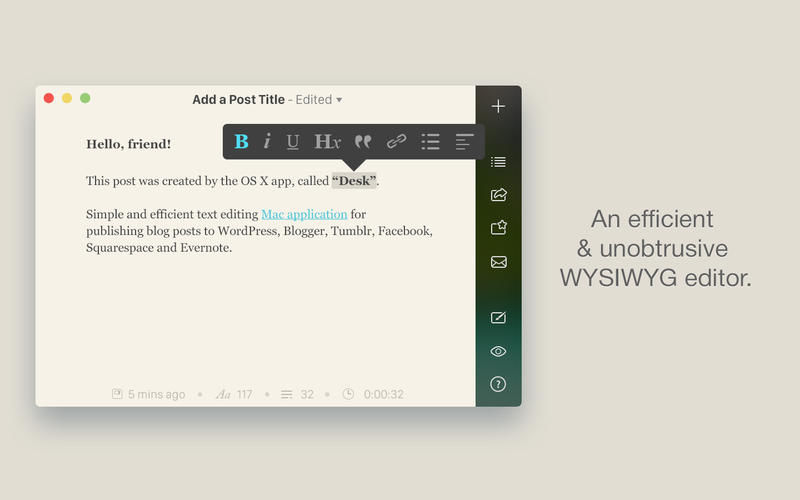 Add a Post Title - Edited
B i U Hx
Hello, friend!
This post was created by the OS X app, called “Desk”.
Simple and efficient text editing Mac application for
publishing blog posts to WordPress, Blogger, Tumblr, Facebook,
Squarespace and Evernote.
5 mins ago • Aa 117 • 32 • 0:00:32
An efficient
& unobtrusive
WYSIWYG editor.